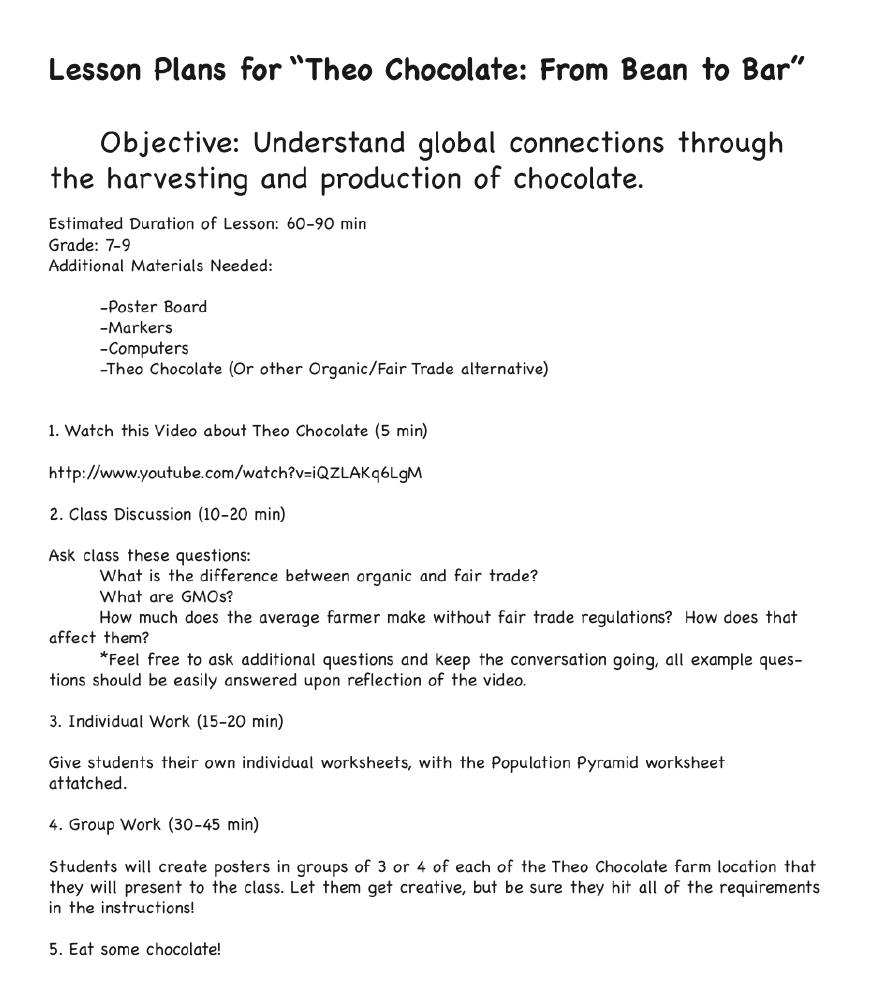 Lesson Plans for “Theo Chocolate: From Bean to Bar”
Objective: Understand global connections through
the harvesting and production of chocolate.
Estimated Duration of Lesson: 60-90 min
Grade: 7-9
Additional Materials Needed:
-Poster Board
-Markers
-Computers
-Theo Chocolate (Or other Organic/Fair Trade alternative)
1. Watch this Video about Theo Chocolate (5 min)
http://www.youtube.com/watch?v=iQZLAKq6LgM
2. Class Discussion (10-20 min)
Ask class these questions:
What is the difference between organic and fair trade?
What are GMOs?
How much does the average farmer make without fair trade regulations?  How does that
affect them?
*Feel free to ask additional questions and keep the conversation going, all example ques-
tions should be easily answered upon reflection of the video.
3. Individual Work (15-20 min)
Give students their own individual worksheets, with the Population Pyramid worksheet
attatched.
4. Group Work (30-45 min)
Students will create posters in groups of 3 or 4 of each of the Theo Chocolate farm location that
they will present to the class. Let them get creative, but be sure they hit all of the requirements
in the instructions!
5. Eat some chocolate!